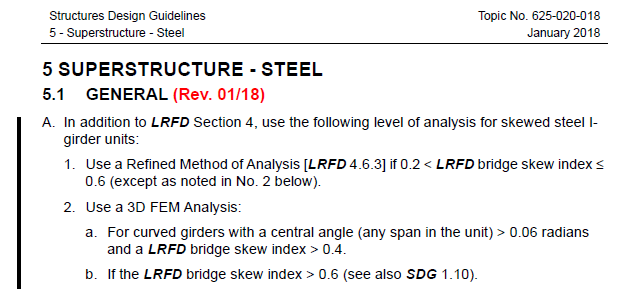 Structures Design Guidelines
Topic No. 625-020-018
5 - Superstructure - Steel
January 2018
5 SUPERSTRUCTURE - STEEL
5.1 GENERAL (Rev. 01/18)
A. In addition to LRFD Section 4, use the following level of analysis for skewed steel I-
girder units:
1. Use a Refined Method of Analysis [LRFD 4.6.3] if 0.2 < LRFD bridge skew index ≤
0.6 (except as noted in No. 2 below).
2. Use a 3D FEM Analysis:
a. For curved girders with a central angle (any span in the unit) > 0.06 radians
and a LRFD bridge skew index > 0.4.
b. If the LRFD bridge skew index > 0.6 (see also SDG 1.10).